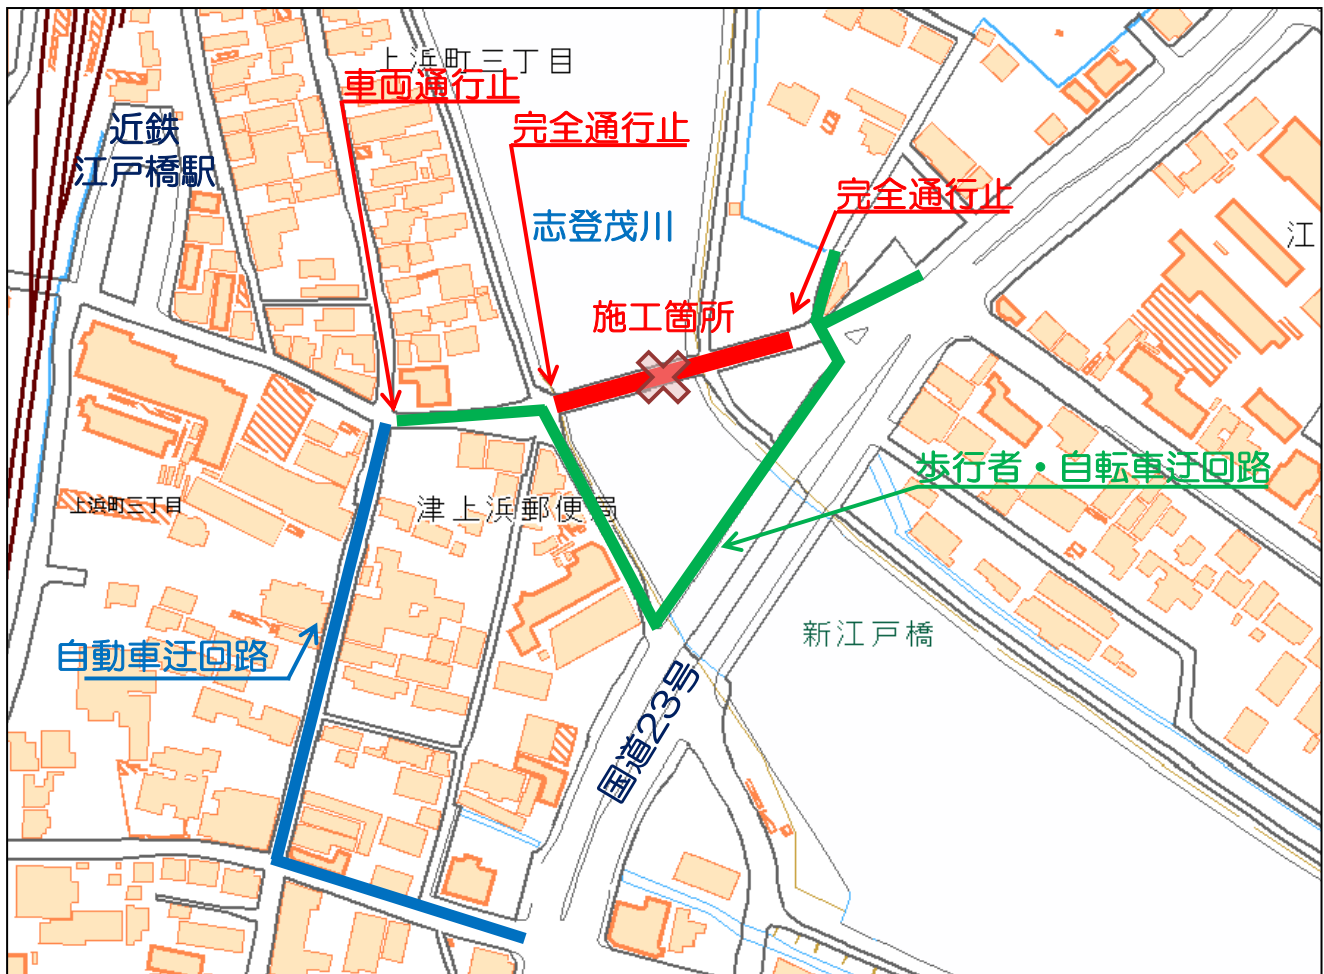 上浜町三丁目
車両通行止
完全通行止
近鉄
江戸橋駅
完全通行止
志登茂川
江
施工箇所
歩行者・自転車迂回路
上浜町三丁目
津上浜郵便局
新江戸橋
自動車迂回路
国道23号